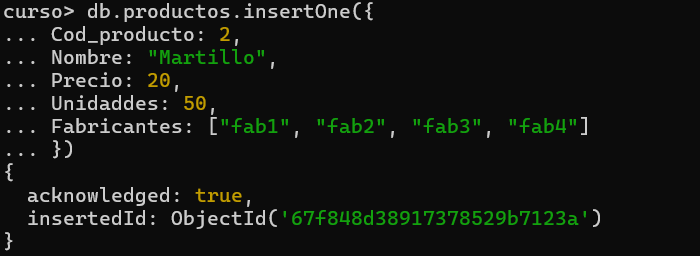 curso> db.productos.insertOne({
... Cod_producto: 2,
... Nombre: "Martillo",
... Precio: 20,
... Unidaddes: 50,
... Fabricantes: ["fab1", "fab2", "fab3", "fab4"]
... })
{
  acknowledged: true,
  insertedId: ObjectId('67f848d38917378529b7123a')
}